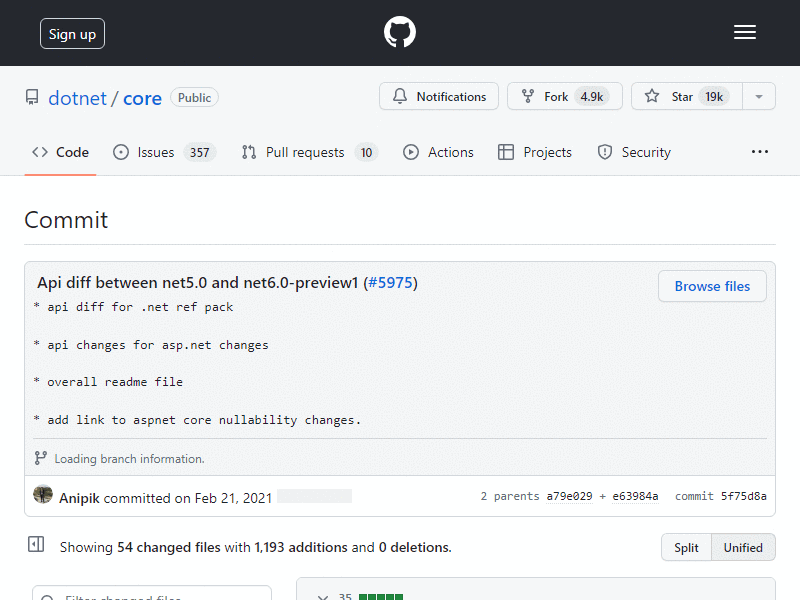 Sign up
dotnet / core Public
Notifications Fork 4.9k Star 19k
Code Issues 357 Pull requests 10 Actions Projects Security
Commit
Api diff between net5.0 and net6.0-preview1 (#5975)
Browse files
* api diff for .net ref pack
* api changes for asp.net changes
* overall readme file
* add link to aspnet core nullability changes.
Loading branch information.
Anipik committed on Feb 21, 2021
2 parents a79e029 + e63984a commit 5f75d8a
Showing 54 changed files with 1,193 additions and 0 deletions.
Split Unified
Filter changed files
35